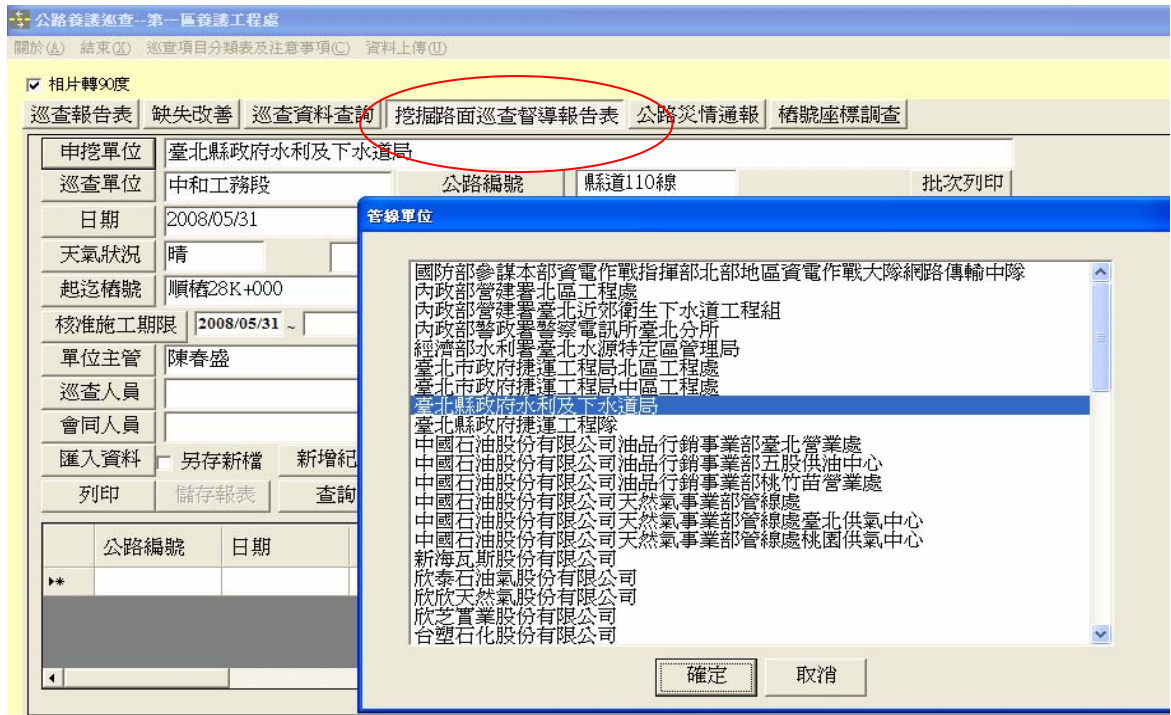 公路養護巡查--第一區養護工程處
關於(A) 結束(X) 巡查項目分類表及注意事項(C) 資料上傳(U)
相片轉90度
巡查報告表 缺失改善 巡查資料查詢 挖掘路面巡查督導報告表 公路災情通報 樁號座標調查
申挖單位 臺北縣政府水利及下水道局
巡查單位 中和工務段 公路編號 縣道110線 批次列印
日期 2008/05/31
天氣狀況 晴
起迄樁號 順樁28K+000
核准施工期限 2008/05/31 ~
單位主管 陳春盛
巡查人員
會同人員
匯入資料 另存新檔 新增紀
列印 儲存報表 查詢
公路編號 日期
管線單位
國防部參謀本部資電作戰指揮部北部地區資電作戰大隊網路傳輸中隊
內政部營建署北區工程處
內政部營建署臺北近郊衛生下水道工程組
內政部警政署警察電訊所臺北分所
經濟部水利署臺北水源特定區管理局
臺北市政府捷運工程局北區工程處
臺北市政府捷運工程局中區工程處
臺北縣政府水利及下水道局
臺北縣政府捷運工程隊
中國石油股份有限公司油品行銷事業部臺北營業處
中國石油股份有限公司油品行銷事業部五股供油中心
中國石油股份有限公司油品行銷事業部桃竹苗營業處
中國石油股份有限公司天然氣事業部管線處
中國石油股份有限公司天然氣事業部管線處臺北供氣中心
中國石油股份有限公司天然氣事業部管線處桃園供氣中心
新海瓦斯股份有限公司
欣泰石油氣股份有限公司
欣欣天然氣股份有限公司
欣芝實業股份有限公司
台塑石化股份有限公司
確定 取消